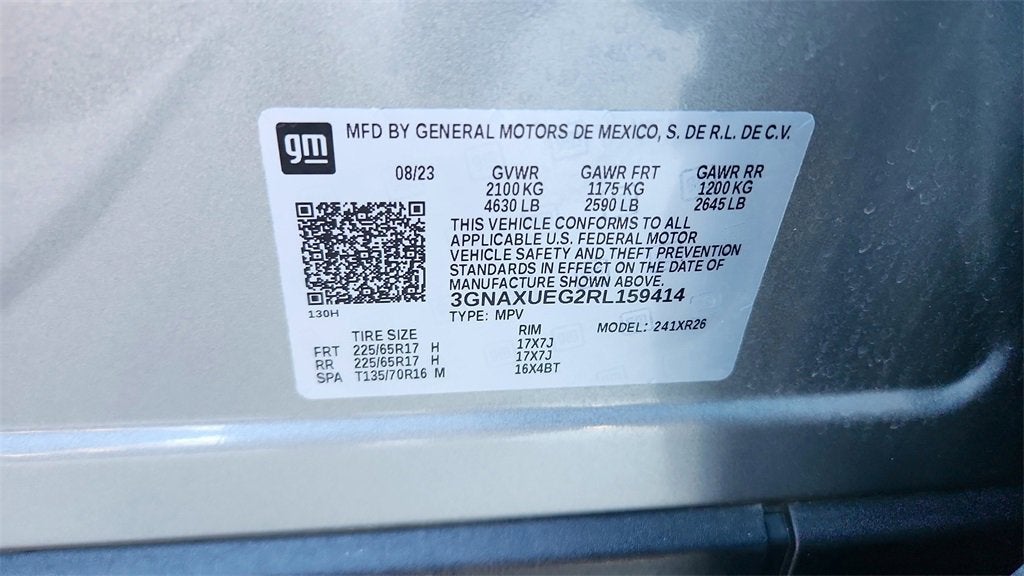 gm
MFD BY GENERAL MOTORS DE MEXICO, S. DE R.L. DE C.V.
08/23 GVWR GAWR FRT GAWR RR
2100 KG 1175 KG 1200 KG
4630 LB 2590 LB 2645 LB
THIS VEHICLE CONFORMS TO ALL
APPLICABLE U.S. FEDERAL MOTOR
VEHICLE SAFETY AND THEFT PREVENTION
STANDARDS IN EFFECT ON THE DATE OF
MANUFACTURE SHOWN ABOVE.
3GNAXUEG2RL159414
130H
TYPE: MPV MODEL: 241XR26
TIRE SIZE RIM
FRT 225/65R17 H 17X7J
RR 225/65R17 H 17X7J
SPA T135/70R16 M 16X4BT